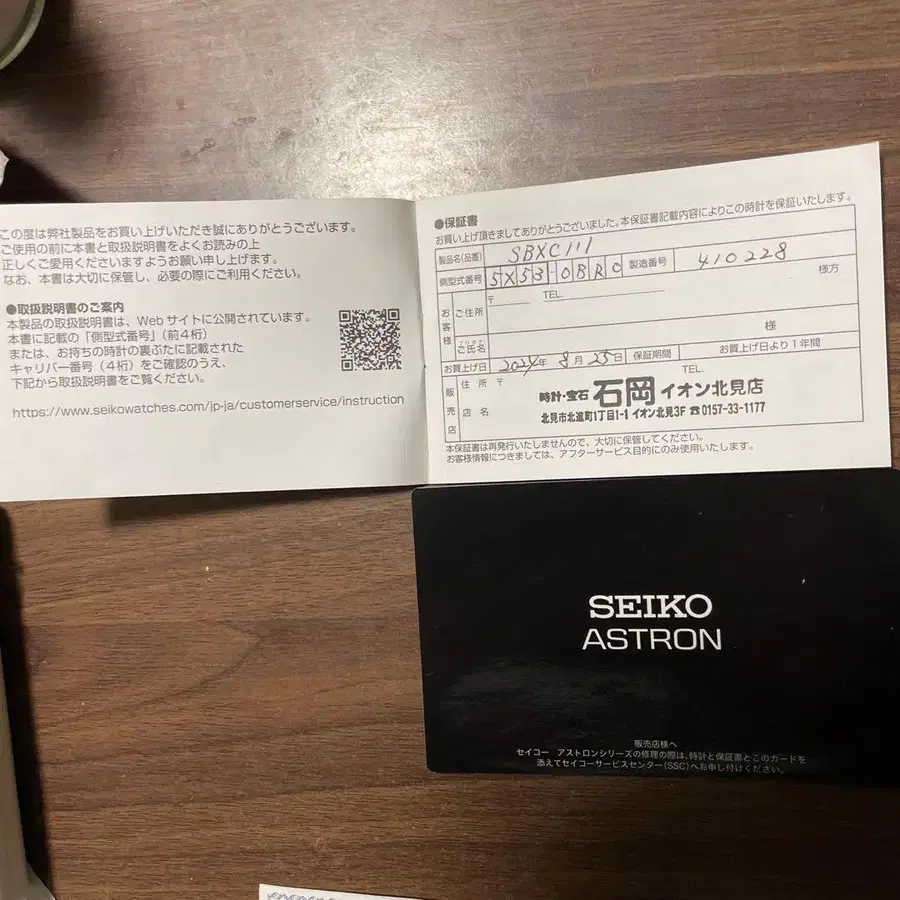 この度は弊社製品をお買い上げいただき誠にありがとうございます。
ご使用の前に本書と取扱説明書をよくお読みの上
正しくご愛用くださいますようお願い申し上げます。
なお、本書は大切に保管し、必要の際にご利用ください。
●取扱説明書のご案内
本製品の取扱説明書は、Webサイトに公開されています。
本書に記載の「側型式番号」(前4桁)
または、お持ちの時計の裏ぶたに記載された
キャリバー番号(4桁)をご確認のうえ、
下記から取扱説明書をご覧ください。
https://www.seikowatches.com/jp-ja/customerservice/instruction
●保証書
お買い上げ頂きましてありがとうございました。本保証書記載内容によりこの時計を保証いたします。
製品名(品番) SBXC111
側型式番号 5X53-0BR0 製造番号 410228
お客様 ご住所 〒 TEL. 様方
ご氏名 様
お買上げ日 2024年 8月 25日 保証期間 お買上げ日より1年間
販売店 住所 〒 TEL.
店名 時計・宝石 石岡 イオン北見店
北見市北進町1丁目1-1 イオン北見3F ☎0157-33-1177
本保証書は再発行いたしませんので、大切に保管してください。
お客様情報につきましては、アフターサービス目的にのみ使用いたします。
SEIKO
ASTRON
販売店様へ
セイコー アストロンシリーズの修理の際は、時計と保証書とこのカードを
添えてセイコーサービスセンター(SSC)へお申し付けください。